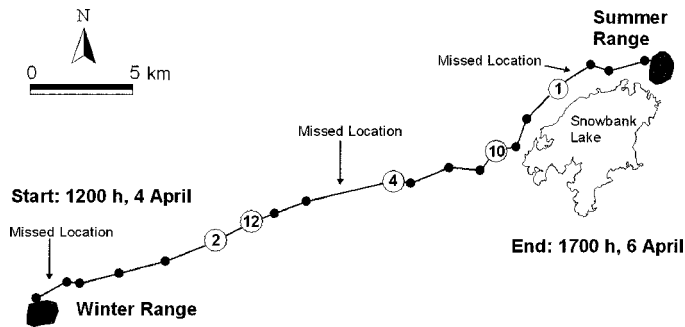 N
0 5 km
Summer
Range
Missed Location
1
Snowbank
Lake
Missed Location
10
4
Start: 1200 h, 4 April
12
Missed Location
2
End: 1700 h, 6 April
Winter Range